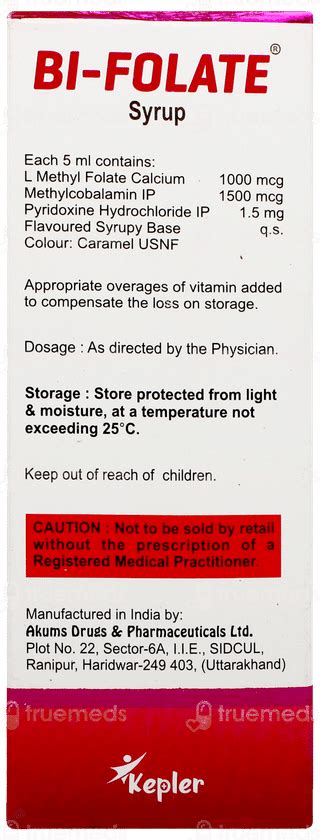 BI-FOLATE®
Syrup
Each 5 ml contains:
L Methyl Folate Calcium 1000 mcg
Methylcobalamin IP 1500 mcg
Pyridoxine Hydrochloride IP 1.5 mg
Flavoured Syrupy Base q.s.
Colour: Caramel USNF
Appropriate overages of vitamin added
to compensate the loss on storage.
Dosage : As directed by the Physician.
Storage : Store protected from light
& moisture, at a temperature not
exceeding 25°C.
Keep out of reach of children.
CAUTION : Not to be sold by retail
without the prescription of a
Registered Medical Practitioner.
Manufactured in India by:
Akums Drugs & Pharmaceuticals Ltd.
Plot No. 22, Sector-6A, I.I.E., SIDCUL,
Ranipur, Haridwar-249 403, (Uttarakhand)
truemeds truemeds
Kepler